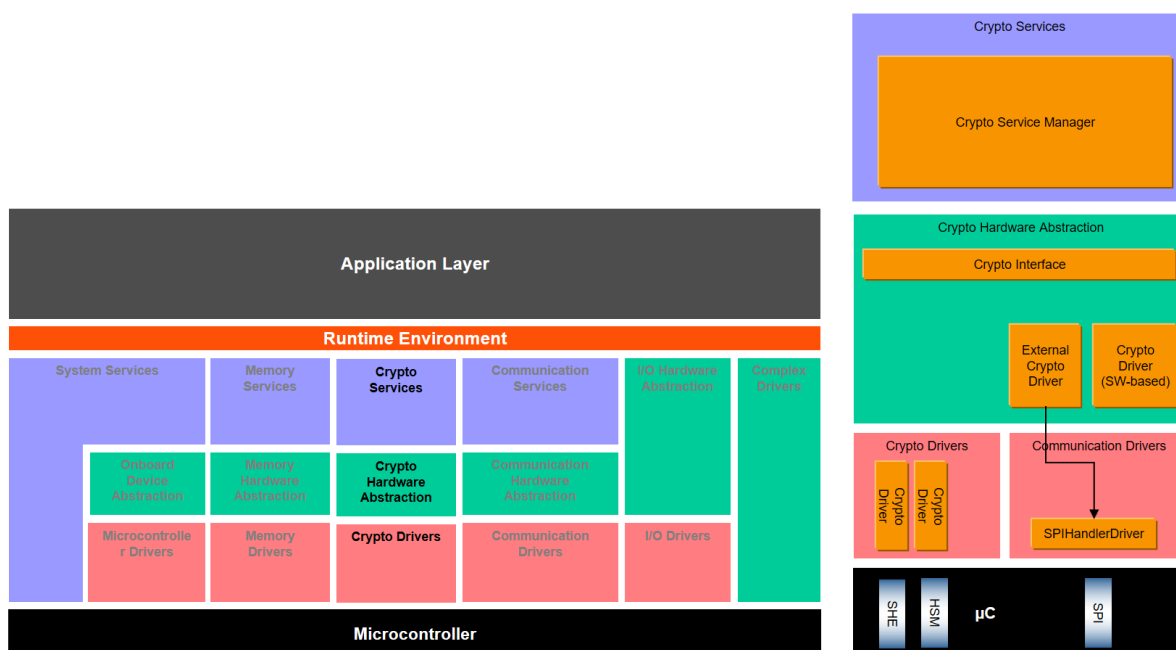 Application Layer
Runtime Environment
System Services
Memory
Services
Crypto
Services
Communication
Services
I/O Hardware
Abstraction
Complex
Drivers
Onboard
Device
Abstraction
Memory
Hardware
Abstraction
Crypto
Hardware
Abstraction
Communication
Hardware
Abstraction
Microcontrolle
r Drivers
Memory
Drivers
Crypto Drivers
Communication
Drivers
I/O Drivers
Microcontroller
Crypto Services
Crypto Service Manager
Crypto Hardware Abstraction
Crypto Interface
External
Crypto
Driver
Crypto
Driver
(SW-based)
Crypto Drivers
Crypto
Driver
Crypto
Driver
Communication Drivers
SPIHandlerDriver
SHE
HSM
µC
SPI